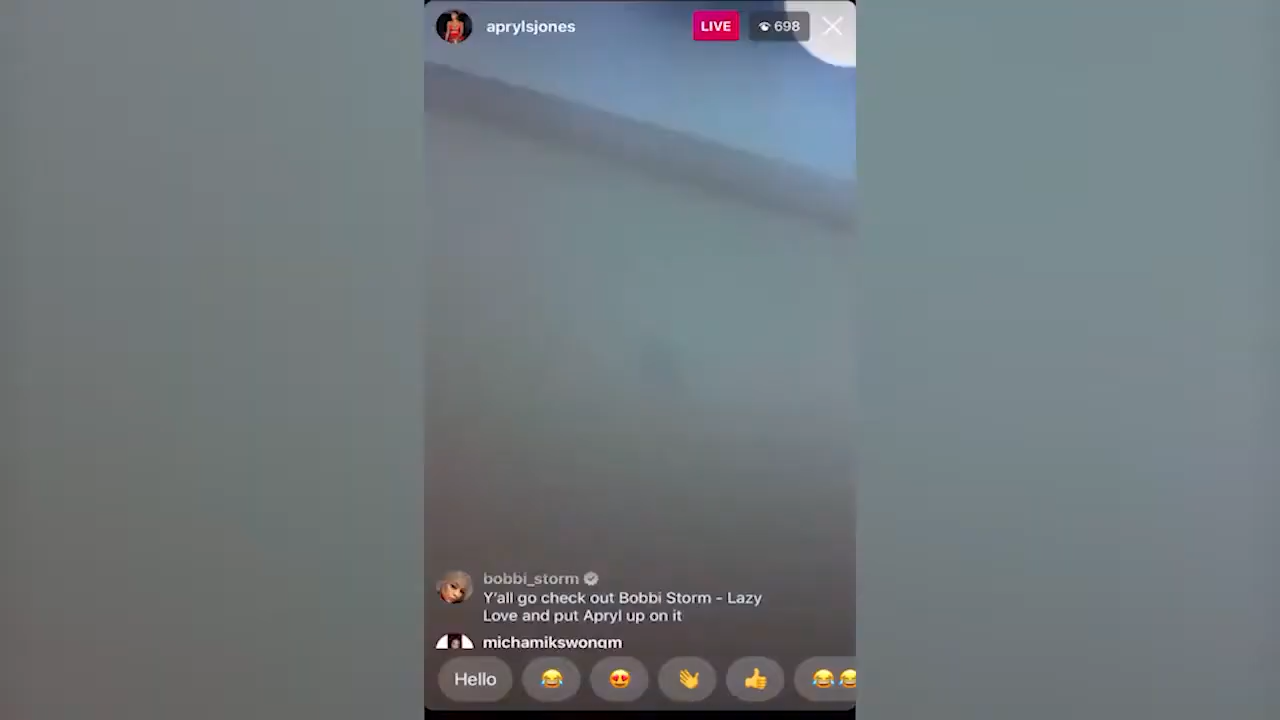 aprylsjones
LIVE
698
bobbi_storm
Y'all go check out Bobbi Storm - Lazy
Love and put Apryl up on it
michamikswongm
Hello